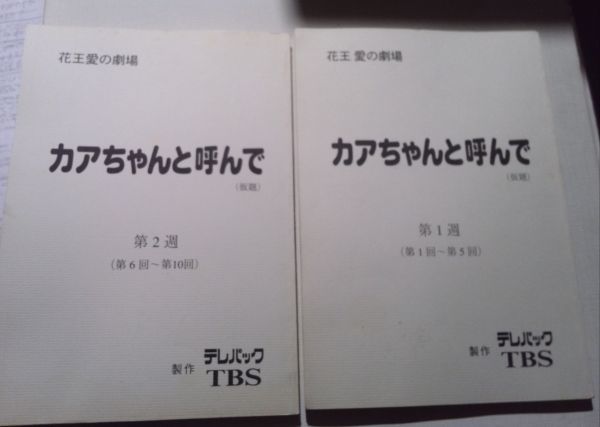 花王愛の劇場
カアちゃんと呼んで
（仮題）
第2週
（第6回～第10回）
製作 テレパック
TBS
花王 愛の劇場
カアちゃんと呼んで
（仮題）
第1週
（第1回～第5回）
製作 テレパック
TBS